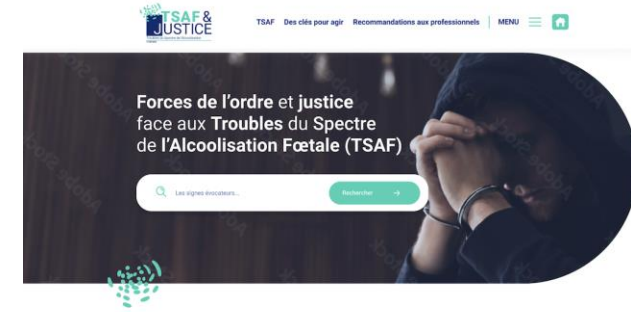 TSAF &
JUSTICE
TSAF Des clés pour agir Recommandations aux professionnels MENU
Forces de l'ordre et justice
face aux Troubles du Spectre
de l'Alcoolisation Fœtale (TSAF)
Les signes évocateurs... Rechercher →